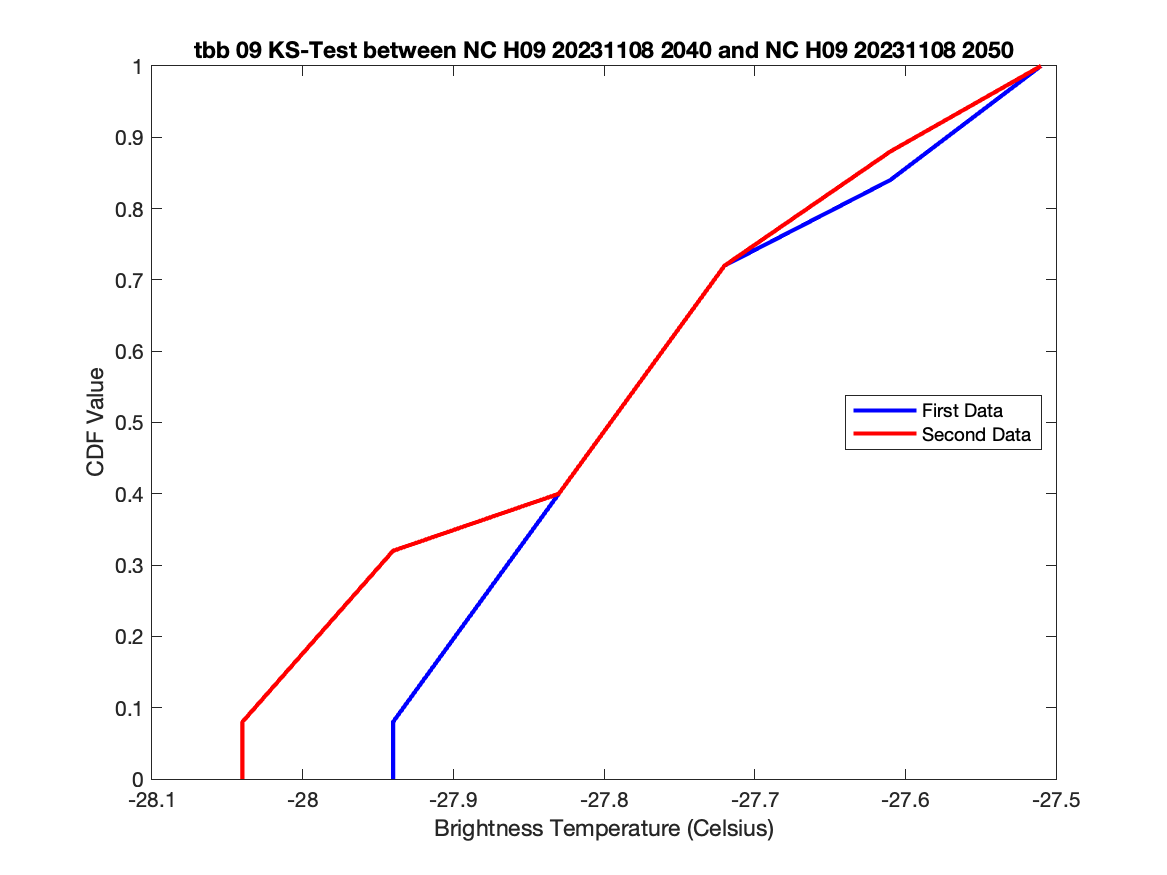 tbb 09 KS-Test between NC H09 20231108 2040 and NC H09 20231108 2050
1
0.9
0.8
0.7
0.6
0.5
0.4
0.3
0.2
0.1
0
CDF Value
First Data
Second Data
-28.1 -28 -27.9 -27.8 -27.7 -27.6 -27.5
Brightness Temperature (Celsius)